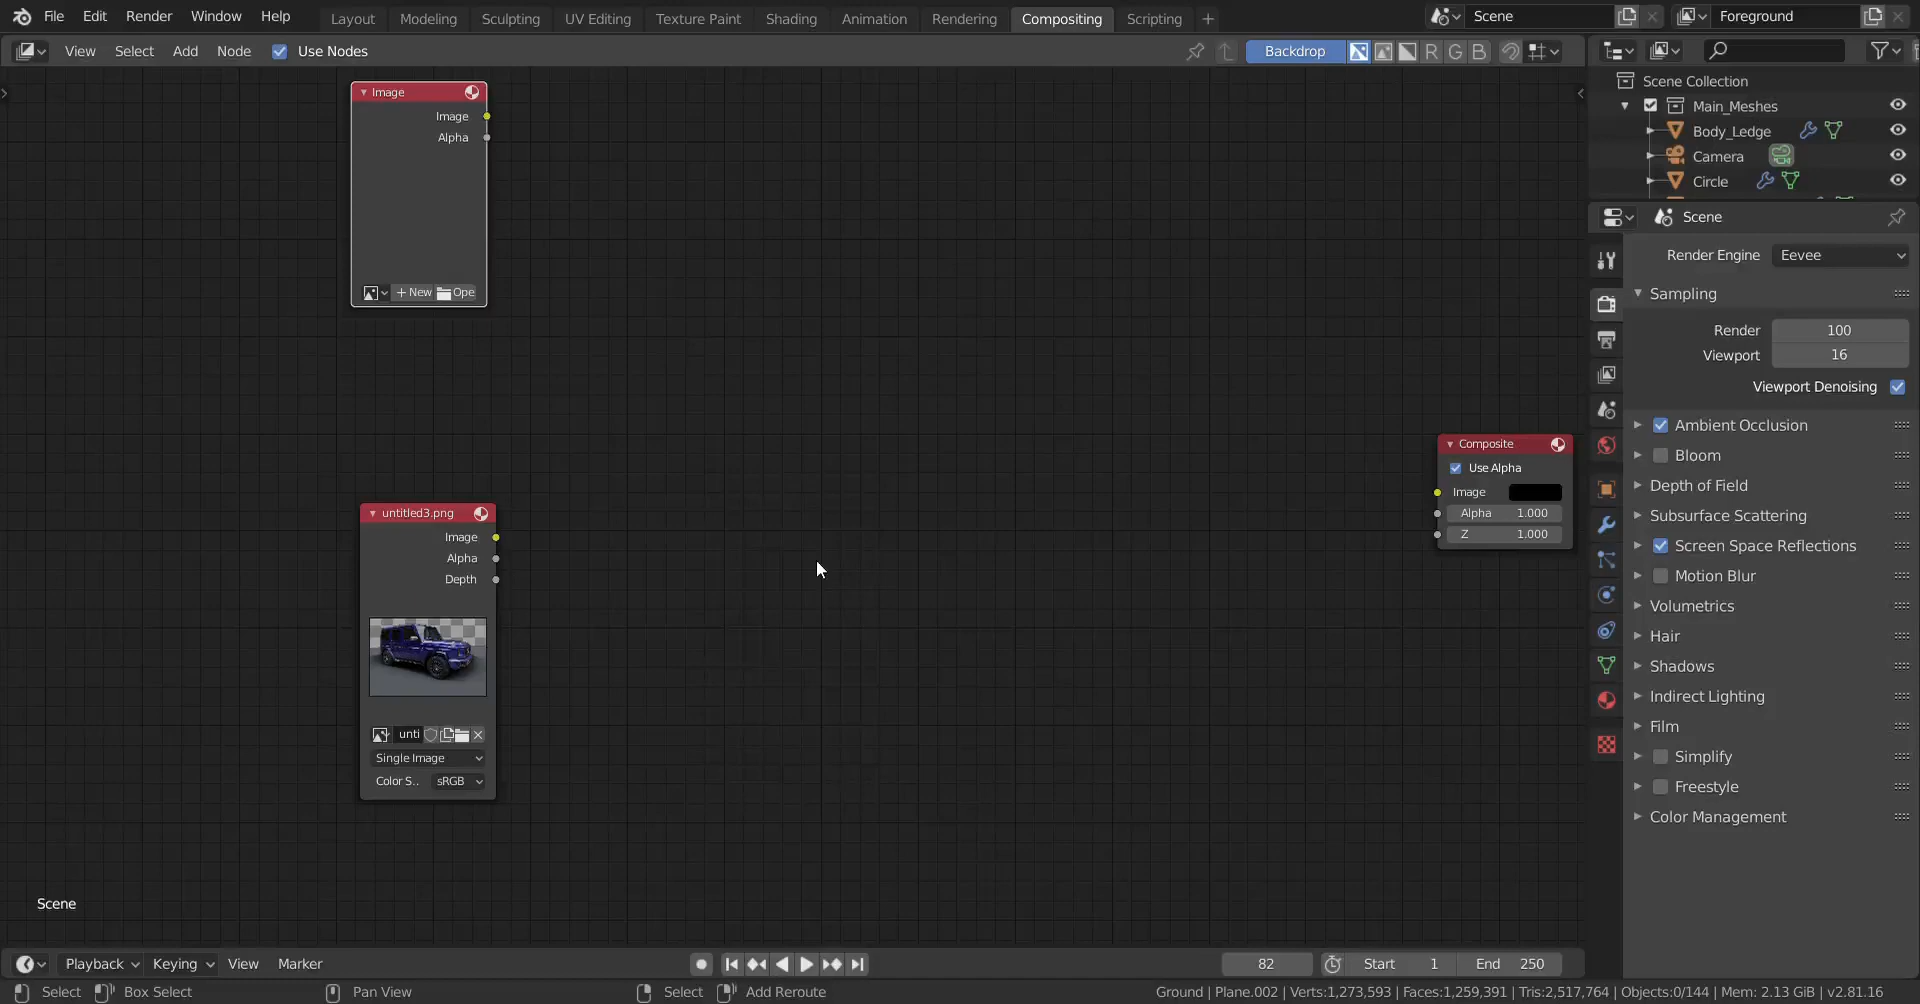 File Edit Render Window Help Layout Modeling Sculpting UV Editing Texture Paint Shading Animation Rendering Compositing Scripting + Scene Foreground
View Select Add Node Use Nodes Backdrop R G B
Image
Image
Alpha
+ New Ope
untitled3.png
Image
Alpha
Depth
unti
Single Image
Color S.. sRGB
Composite
Use Alpha
Image
Alpha 1.000
Z 1.000
Scene
Scene Collection
Main_Meshes
Body_Ledge
Camera
Circle
Scene
Render Engine Eevee
Sampling
Render 100
Viewport 16
Viewport Denoising
Ambient Occlusion
Bloom
Depth of Field
Subsurface Scattering
Screen Space Reflections
Motion Blur
Volumetrics
Hair
Shadows
Indirect Lighting
Film
Simplify
Freestyle
Color Management
Playback Keying View Marker 82 Start 1 End 250
Select Box Select Pan View Select Add Reroute Ground | Plane.002 | Verts:1,273,593 | Faces:1,259,391 | Tris:2,517,764 | Objects:0/144 | Mem: 2.13 GiB | v2.81.16